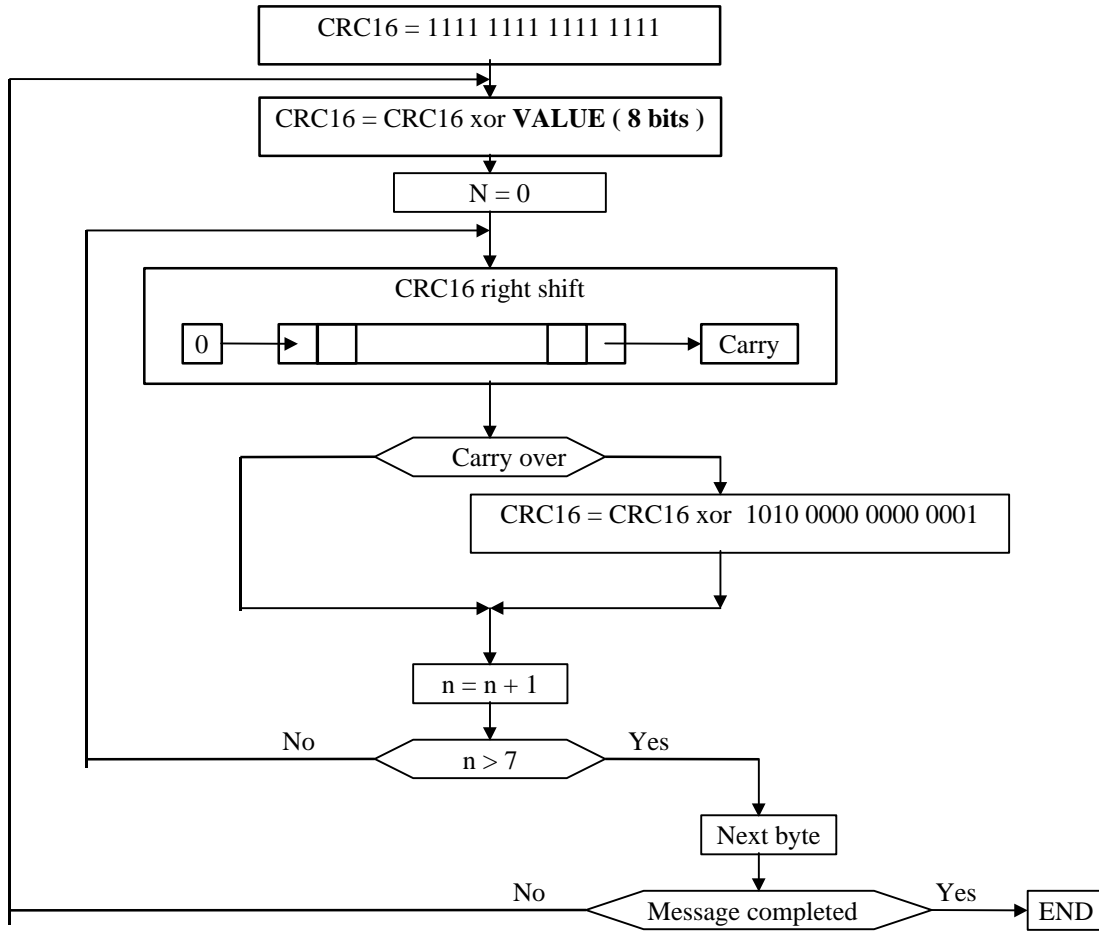 CRC16 = 1111 1111 1111 1111
CRC16 = CRC16 xor VALUE ( 8 bits )
N = 0
CRC16 right shift
0
Carry
Carry over
CRC16 = CRC16 xor 1010 0000 0000 0001
n = n + 1
No
Yes
n > 7
Next byte
No
Yes
Message completed
END